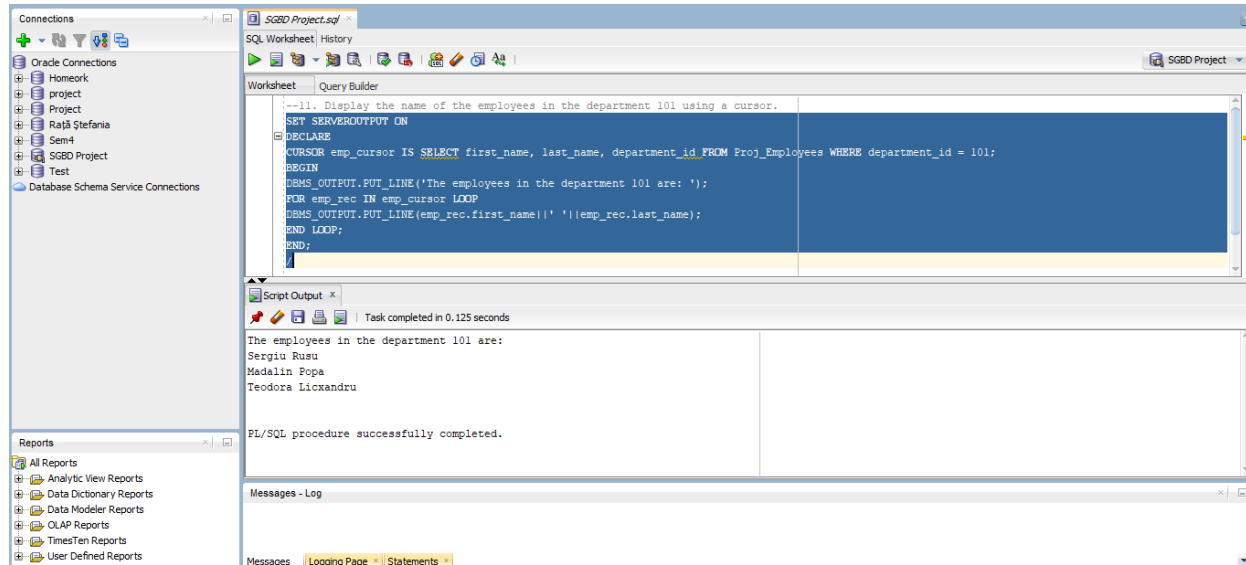 Connections
SGBD Project.sql
SQL Worksheet History
Oracle Connections
Homeork
project
Project
Rață Ștefania
Sem4
SGBD Project
Test
Database Schema Service Connections
SGBD Project
Worksheet Query Builder
--11. Display the name of the employees in the department 101 using a cursor.
SET SERVEROUTPUT ON
DECLARE
CURSOR emp_cursor IS SELECT first_name, last_name, department_id FROM Proj_Employees WHERE department_id = 101;
BEGIN
DBMS_OUTPUT.PUT_LINE('The employees in the department 101 are: ');
FOR emp_rec IN emp_cursor LOOP
DBMS_OUTPUT.PUT_LINE(emp_rec.first_name||' '||emp_rec.last_name);
END LOOP;
END;
/
Script Output
Task completed in 0.125 seconds
The employees in the department 101 are:
Sergiu Rusu
Madalin Popa
Teodora Licxandru
PL/SQL procedure successfully completed.
Reports
All Reports
Analytic View Reports
Data Dictionary Reports
Data Modeler Reports
OLAP Reports
TimesTen Reports
User Defined Reports
Messages - Log
Messages Logging Page Statements